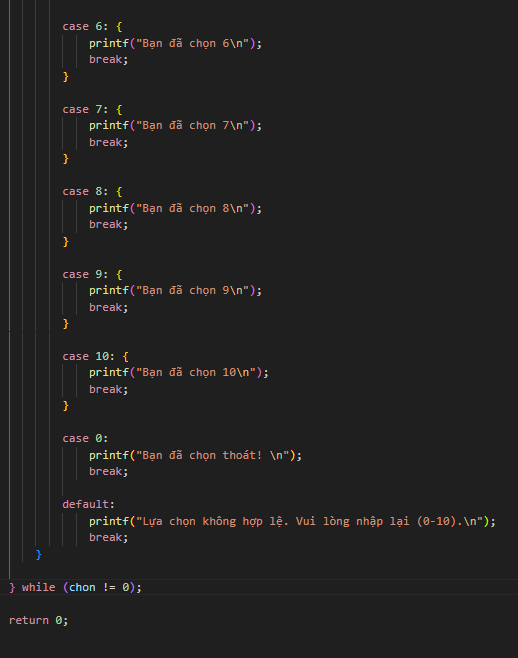 case 6: {
printf("Bạn đã chọn 6\n");
break;
}
case 7: {
printf("Bạn đã chọn 7\n");
break;
}
case 8: {
printf("Bạn đã chọn 8\n");
break;
}
case 9: {
printf("Bạn đã chọn 9\n");
break;
}
case 10: {
printf("Bạn đã chọn 10\n");
break;
}
case 0:
printf("Bạn đã chọn thoát! \n");
break;
default:
printf("Lựa chọn không hợp lệ. Vui lòng nhập lại (0-10).\n");
break;
}
} while (chon != 0);
return 0;